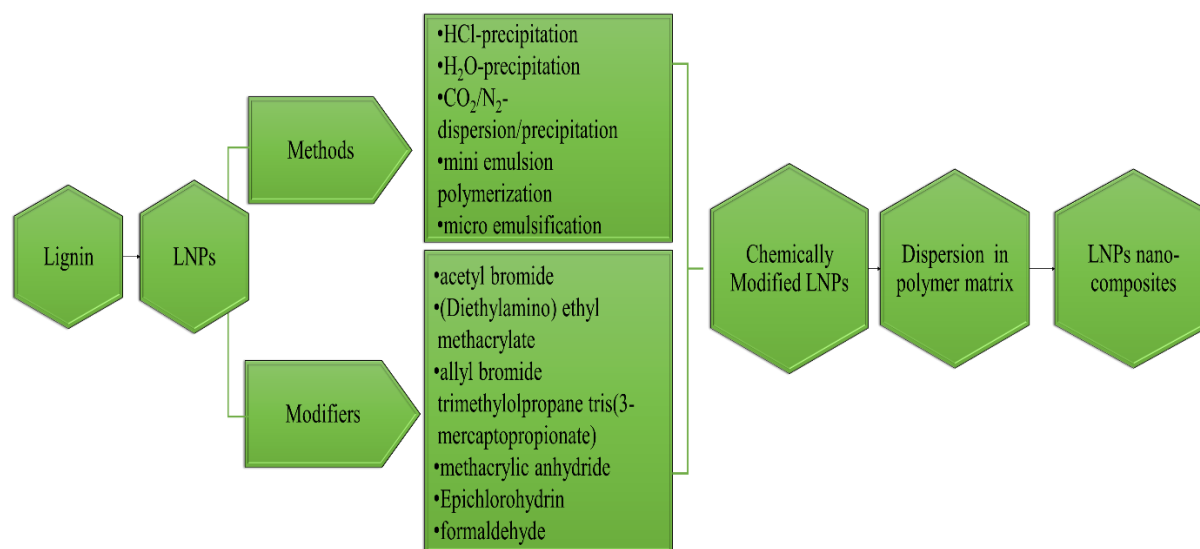 Lignin
LNPs
Methods
•HCl-precipitation
•H₂O-precipitation
•CO₂/N₂-
dispersion/precipitation
•mini emulsion
polymerization
•micro emulsification
Modifiers
•acetyl bromide
•(Diethylamino) ethyl
methacrylate
•allyl bromide
trimethylolpropane tris(3-
mercaptopropionate)
•methacrylic anhydride
•Epichlorohydrin
•formaldehyde
Chemically
Modified LNPs
Dispersion in
polymer matrix
LNPs nano-
composites